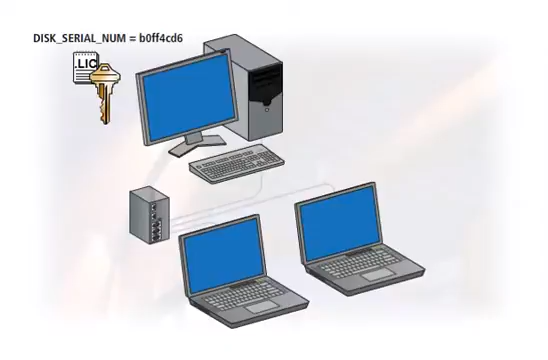 DISK_SERIAL_NUM = b0ff4cd6
.LIC